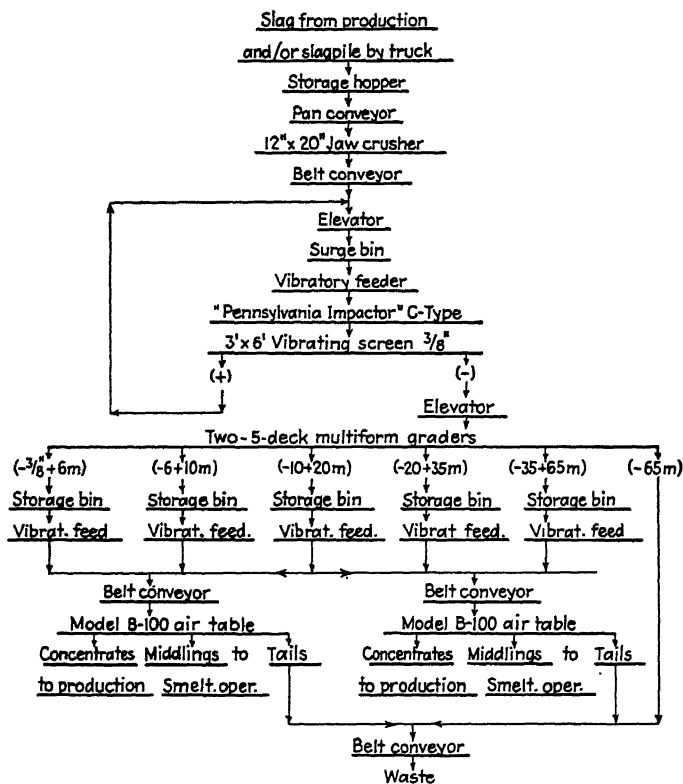 Slag from production
and/or slagpile by truck
Storage hopper
Pan conveyor
12"x 20" Jaw crusher
Belt conveyor
Elevator
Surge bin
Vibratory feeder
"Pennsylvania Impactor" C-Type
3'x 6' Vibrating screen 3/8"
(+) (-)
Elevator
Two-5-deck multiform graders
(-3/8"+6m) (-6+10m) (-10+20m) (-20+35m) (-35+65m) (-65m)
Storage bin Storage bin Storage bin Storage bin Storage bin
Vibrat. feed Vibrat. feed. Vibrat. feed. Vibrat feed. Vibrat. feed
Belt conveyor Belt conveyor
Model B-100 air table Model B-100 air table
Concentrates Middlings to Tails Concentrates Middlings to Tails
to production Smelt. oper. to production Smelt. oper.
Belt conveyor
Waste